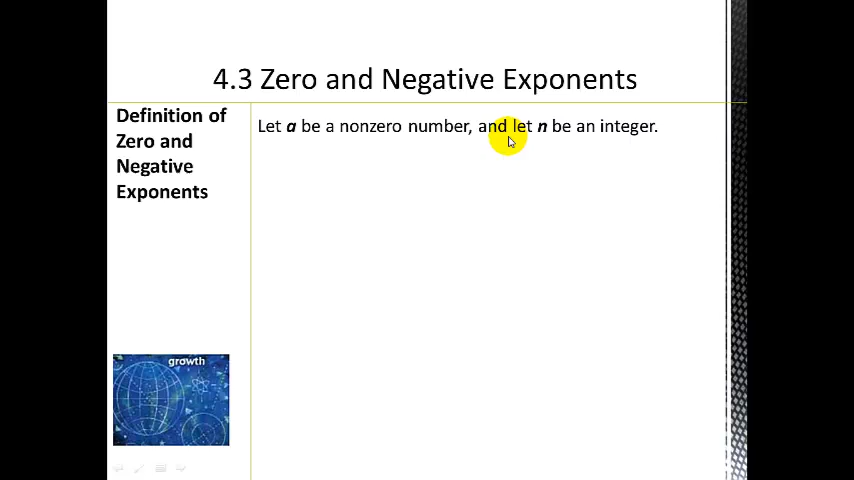 4.3 Zero and Negative Exponents
Definition of
Zero and
Negative
Exponents
Let a be a nonzero number, and let n be an integer.
growth